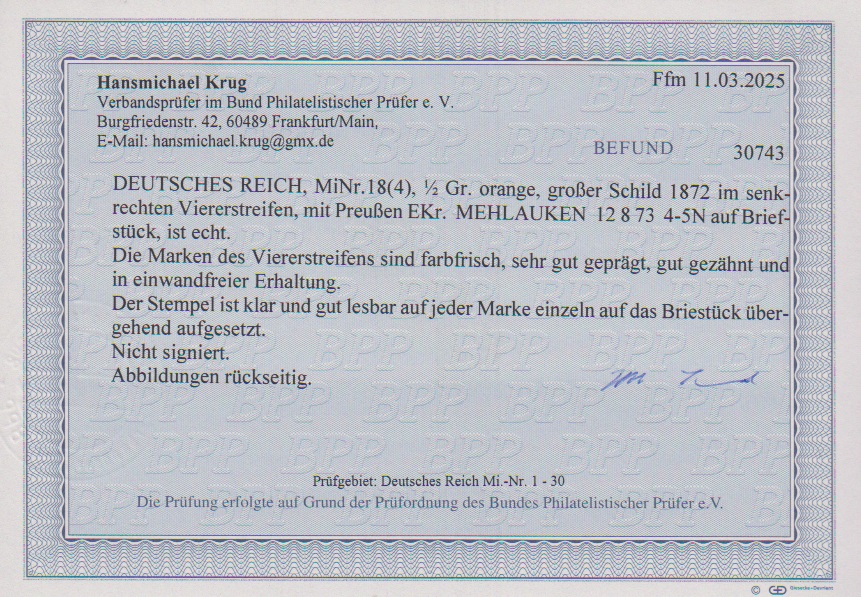 Hansmichael Krug
Ffm 11.03.2025
Verbandsprüfer im Bund Philatelistischer Prüfer e. V.
Burgfriedenstr. 42, 60489 Frankfurt/Main,
E-Mail: hansmichael.krug@gmx.de
BEFUND
30743
DEUTSCHES REICH, MiNr.18(4), ½ Gr. orange, großer Schild 1872 im senk-
rechten Viererstreifen, mit Preußen EKr. MEHLAUKEN 12 8 73 4-5N auf Brief-
stück, ist echt.
Die Marken des Viererstreifens sind farbfrisch, sehr gut geprägt, gut gezähnt und
in einwandfreier Erhaltung.
Der Stempel ist klar und gut lesbar auf jeder Marke einzeln auf das Briestück über-
gehend aufgesetzt.
Nicht signiert.
Abbildungen rückseitig.
Prüfgebiet: Deutsches Reich Mi.-Nr. 1 - 30
Die Prüfung erfolgte auf Grund der Prüfordnung des Bundes Philatelistischer Prüfer e.V.
© Giesecke+Devrient